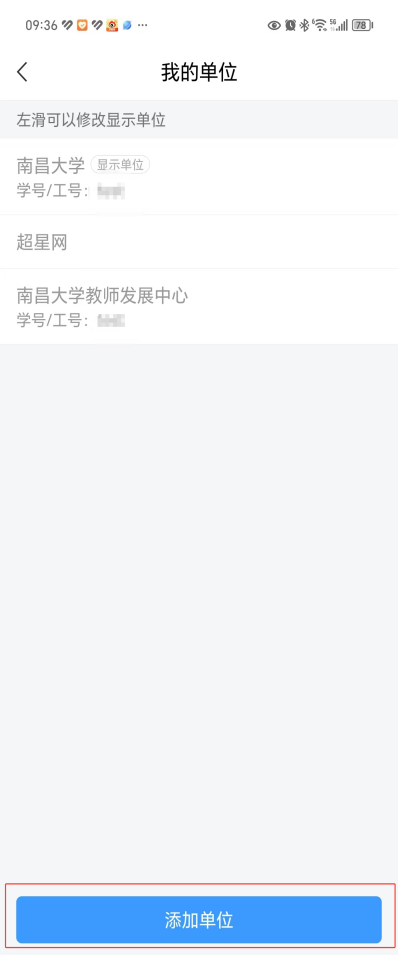 09:36
78
我的单位
左滑可以修改显示单位
南昌大学 显示单位
学号/工号：
超星网
南昌大学教师发展中心
学号/工号：
添加单位